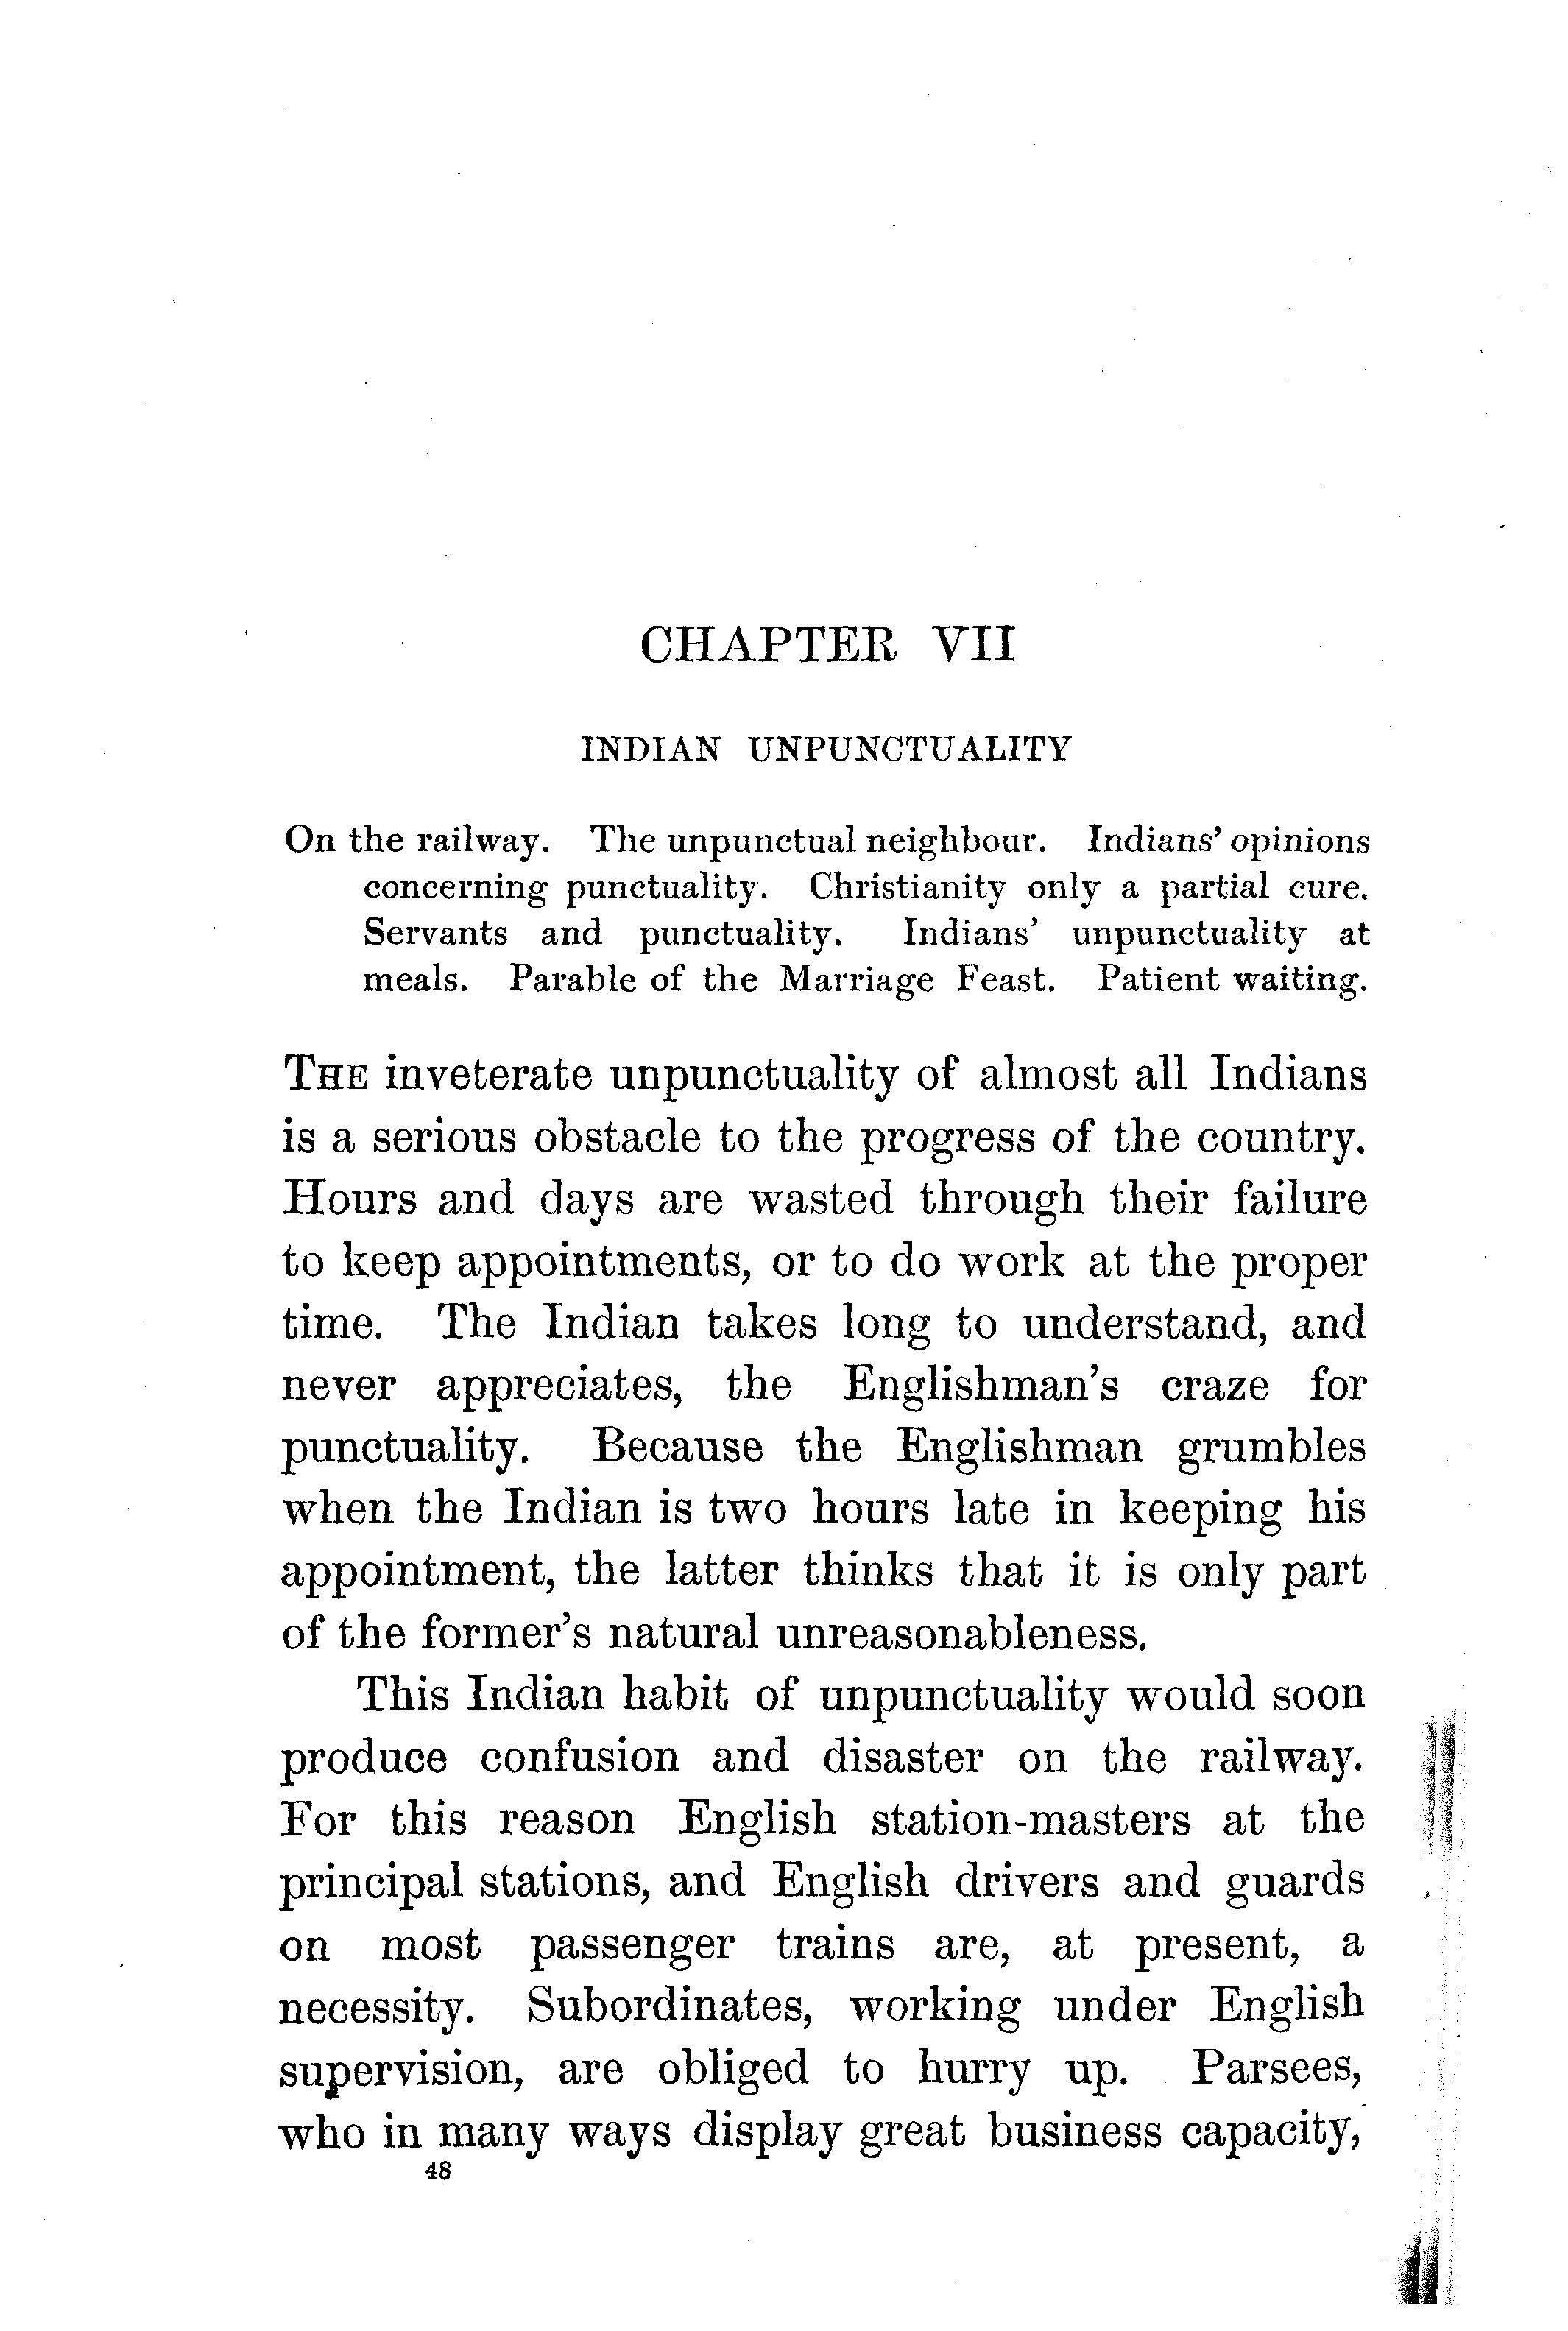 CHAPTER VII
INDIAN UNPUNCTUALITY
On the railway. The unpunctual neighbour. Indians' opinions
concerning punctuality. Christianity only a partial cure.
Servants and punctuality. Indians' unpunctuality at
meals. Parable of the Marriage Feast. Patient waiting.
THE inveterate unpunctuality of almost all Indians
is a serious obstacle to the progress of the country.
Hours and days are wasted through their failure
to keep appointments, or to do work at the proper
time. The Indian takes long to understand, and
never appreciates, the Englishman's craze for
punctuality. Because the Englishman grumbles
when the Indian is two hours late in keeping his
appointment, the latter thinks that it is only part
of the former's natural unreasonableness.
This Indian habit of unpunctuality would soon
produce confusion and disaster on the railway.
For this reason English station-masters at the
principal stations, and English drivers and guards
on most passenger trains are, at present, a
necessity. Subordinates, working under English
supervision, are obliged to hurry up. Parsees,
who in many ways display great business capacity,
48